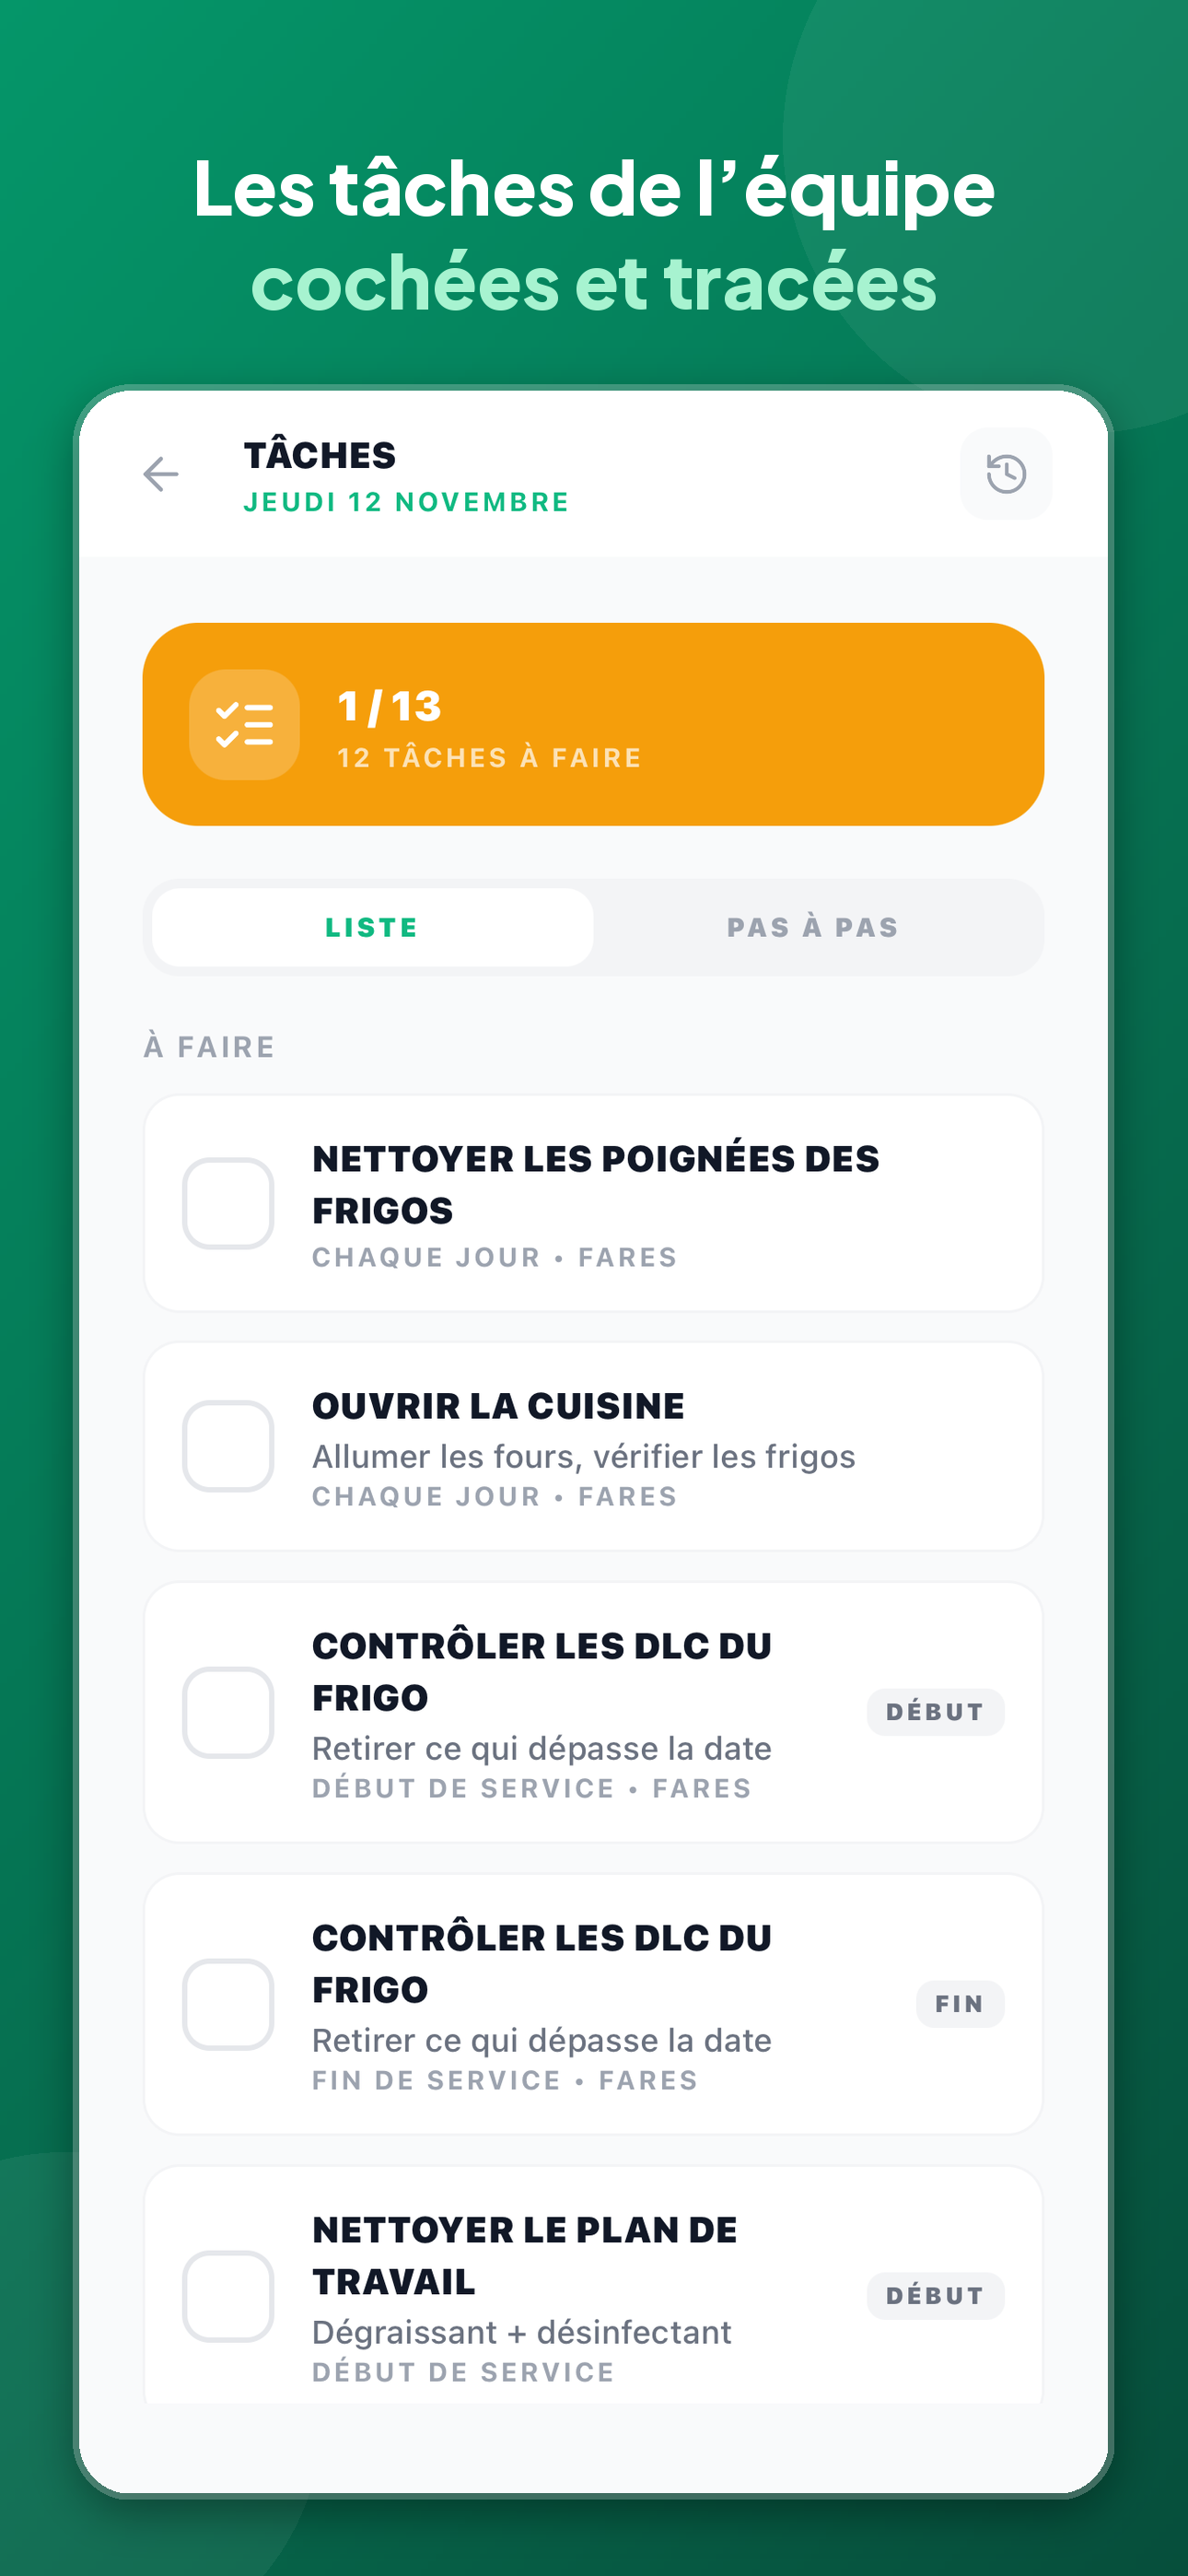 Les tâches de l’équipe
cochées et tracées
TÂCHES
JEUDI 12 NOVEMBRE
1 / 13
12 TÂCHES À FAIRE
LISTE
PAS À PAS
À FAIRE
NETTOYER LES POIGNÉES DES
FRIGOS
CHAQUE JOUR • FARES
OUVRIR LA CUISINE
Allumer les fours, vérifier les frigos
CHAQUE JOUR • FARES
CONTRÔLER LES DLC DU
FRIGO
Retirer ce qui dépasse la date
DÉBUT DE SERVICE • FARES
DÉBUT
CONTRÔLER LES DLC DU
FRIGO
Retirer ce qui dépasse la date
FIN DE SERVICE • FARES
FIN
NETTOYER LE PLAN DE
TRAVAIL
Dégraissant + désinfectant
DÉBUT DE SERVICE
DÉBUT